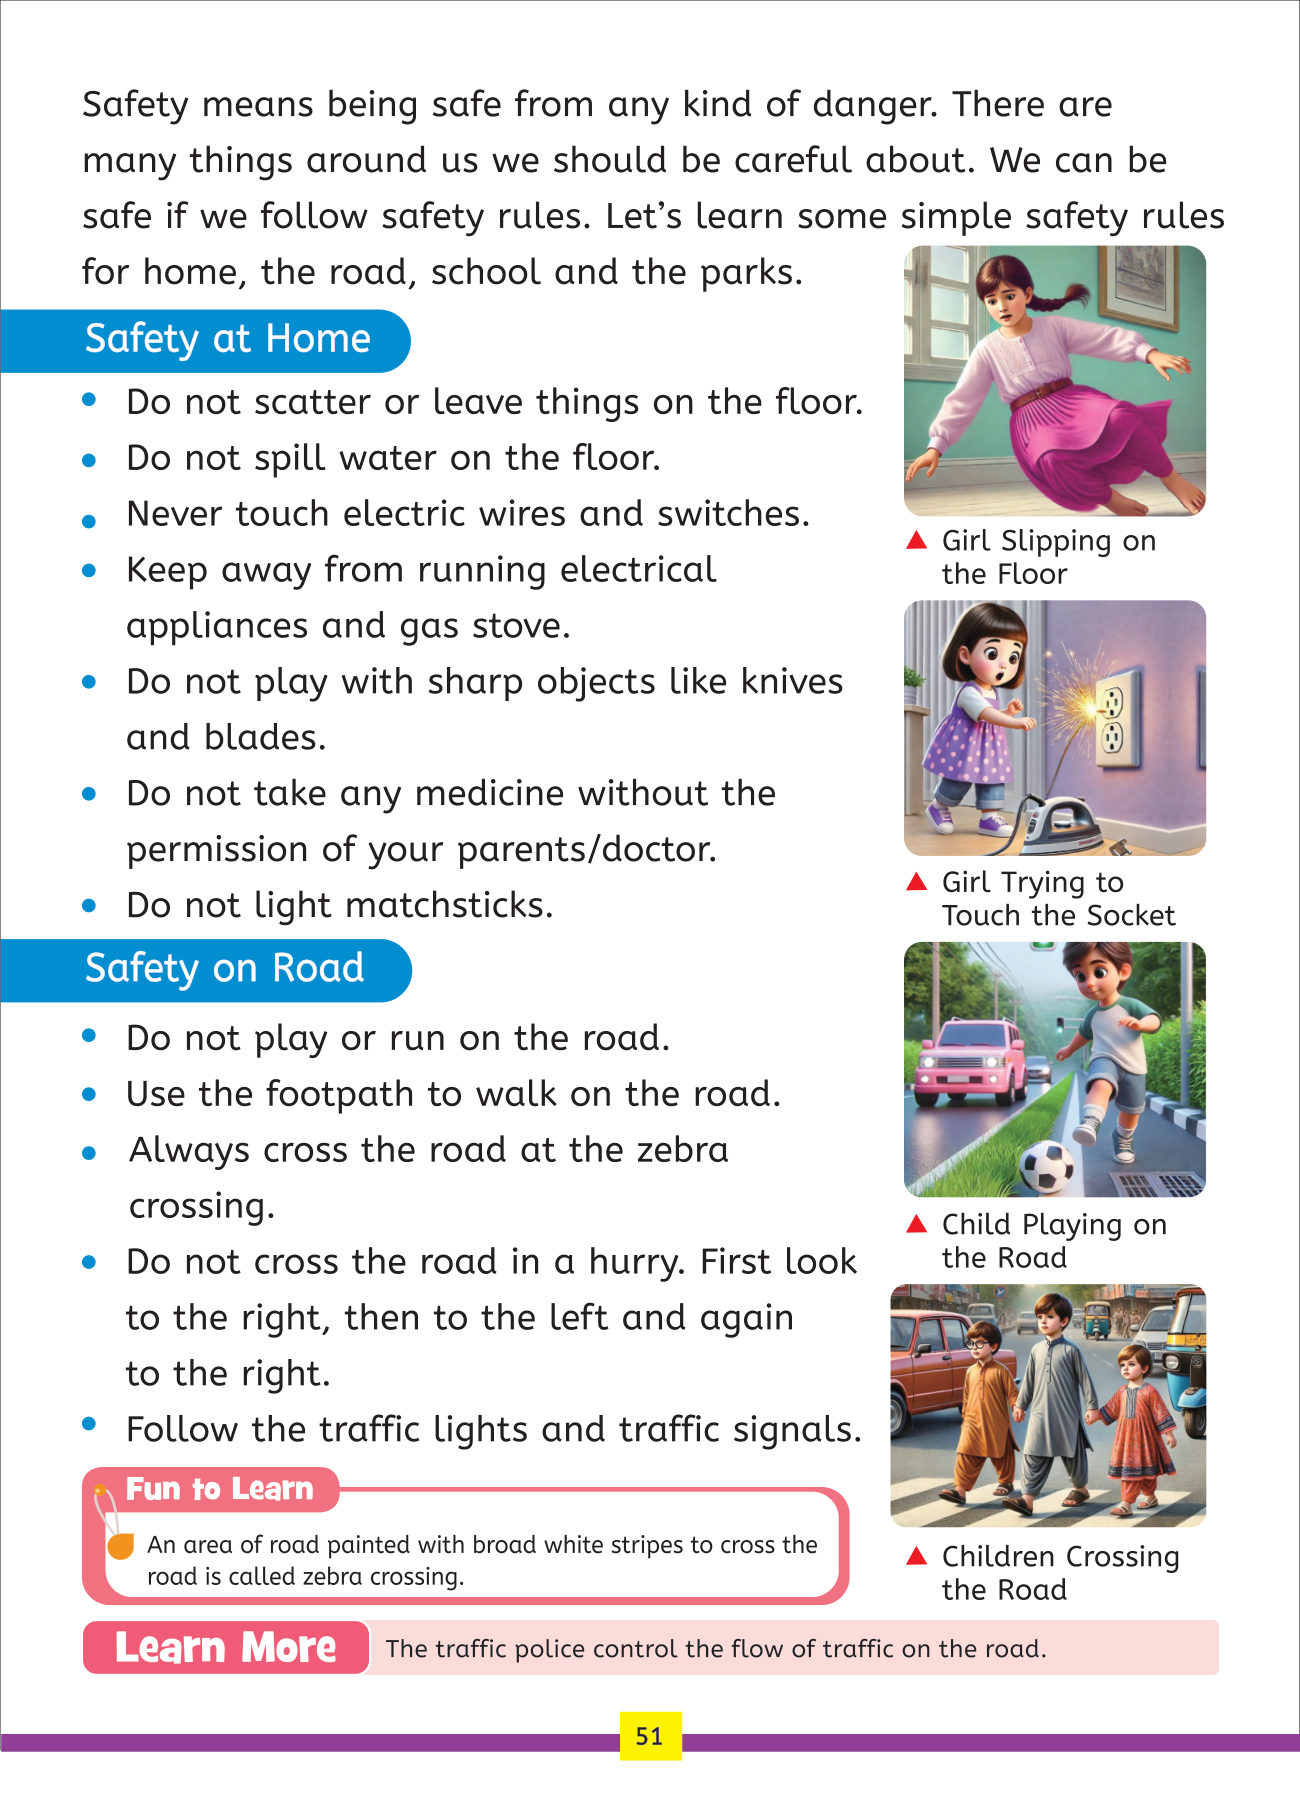 Safety means being safe from any kind of danger. There are
many things around us we should be careful about. We can be
safe if we follow safety rules. Let’s learn some simple safety rules
for home, the road, school and the parks.
Safety at Home
• Do not scatter or leave things on the floor.
• Do not spill water on the floor.
• Never touch electric wires and switches.
• Keep away from running electrical
appliances and gas stove.
• Do not play with sharp objects like knives
and blades.
• Do not take any medicine without the
permission of your parents/doctor.
• Do not light matchsticks.
▲ Girl Slipping on
the Floor
▲ Girl Trying to
Touch the Socket
Safety on Road
• Do not play or run on the road.
• Use the footpath to walk on the road.
• Always cross the road at the zebra
crossing.
• Do not cross the road in a hurry. First look
to the right, then to the left and again
to the right.
• Follow the traffic lights and traffic signals.
▲ Child Playing on
the Road
▲ Children Crossing
the Road
Fun to Learn
An area of road painted with broad white stripes to cross the
road is called zebra crossing.
Learn More
The traffic police control the flow of traffic on the road.
51